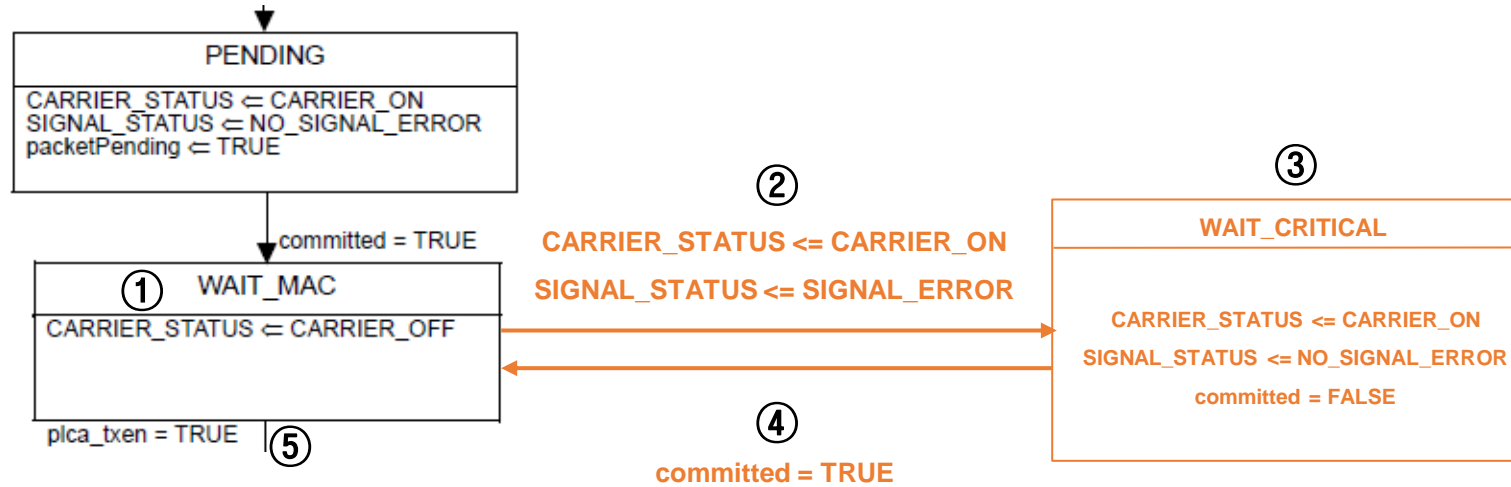 PENDING
CARRIER_STATUS ⇐ CARRIER_ON
SIGNAL_STATUS ⇐ NO_SIGNAL_ERROR
packetPending ⇐ TRUE
committed = TRUE
① WAIT_MAC
CARRIER_STATUS ⇐ CARRIER_OFF
plca_txen = TRUE
⑤
②
CARRIER_STATUS <= CARRIER_ON
SIGNAL_STATUS <= SIGNAL_ERROR
④
committed = TRUE
③
WAIT_CRITICAL
CARRIER_STATUS <= CARRIER_ON
SIGNAL_STATUS <= NO_SIGNAL_ERROR
committed = FALSE